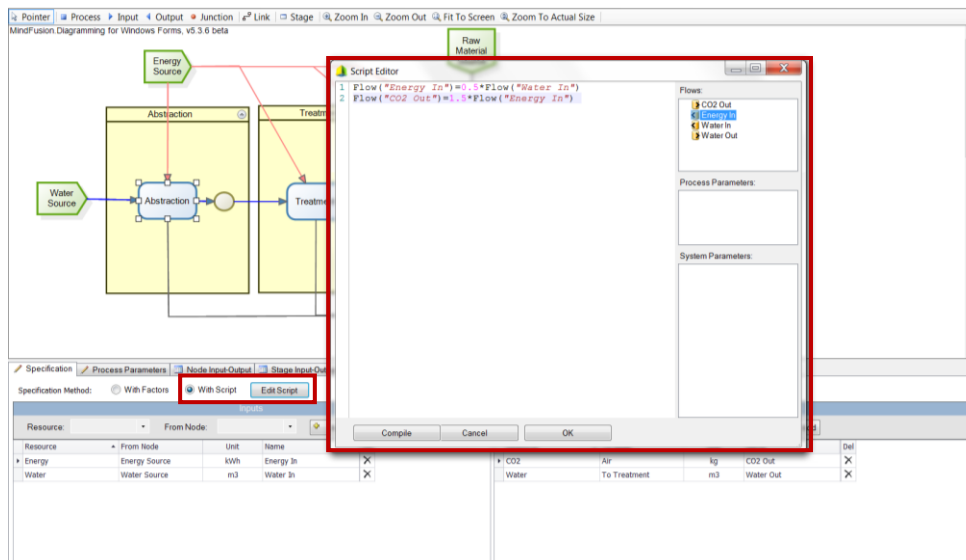 Pointer Process Input Output Junction Link Stage Zoom In Zoom Out Fit To Screen Zoom To Actual Size
MindFusion.Diagramming for Windows Forms, v5.3.6 beta
Raw
Material
Energy
Source
Abstraction
Water
Source
Abstraction
Script Editor
1 Flow("Energy In")=0.5*Flow("Water In")
2 Flow("CO2 Out")=1.5*Flow("Energy In")
Flows:
CO2 Out
Energy In
Water In
Water Out
Process Parameters:
System Parameters:
Compile Cancel OK
Specification Process Parameters Node Input-Output
Specification Method: With Factors With Script Edit Script
Inputs
Resource: From Node:
Resource From Node Unit Name
Energy Energy Source kWh Energy In
Water Water Source m3 Water In
Del
CO2 Air kg CO2 Out
Water To Treatment m3 Water Out